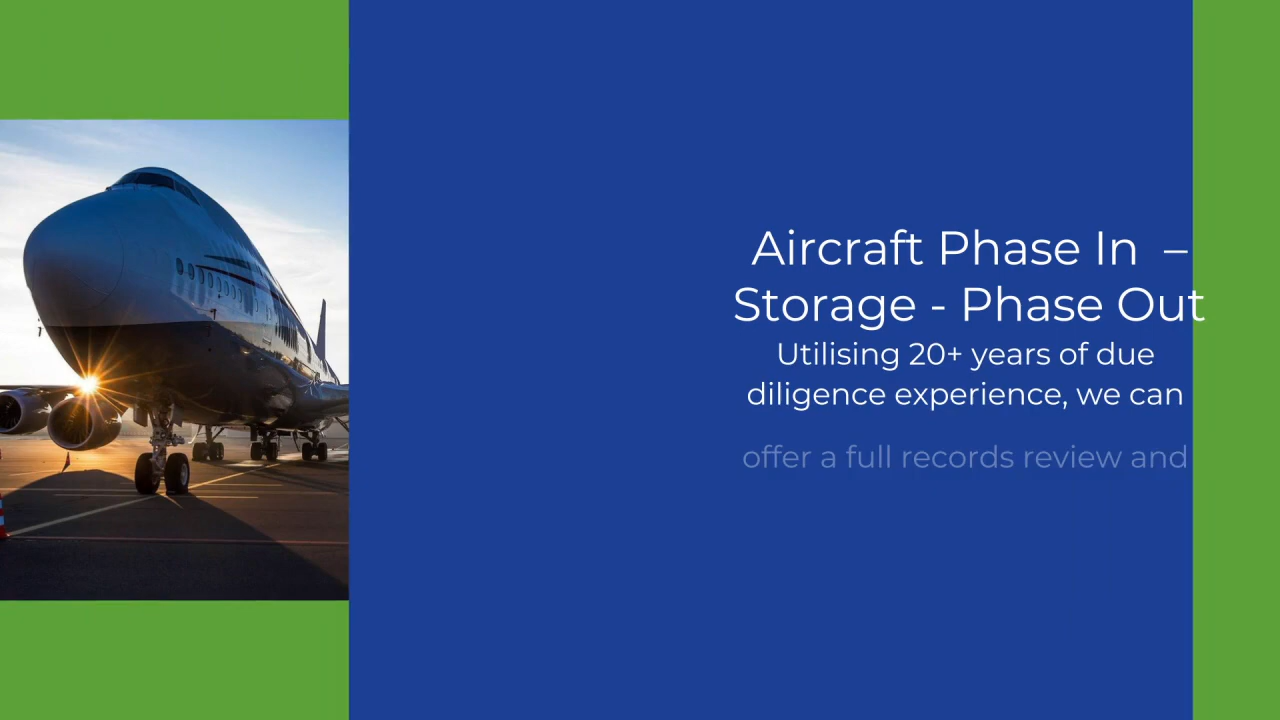 Aircraft Phase In  –
Storage - Phase Out
Utilising 20+ years of due
diligence experience, we can
offer a full records review and